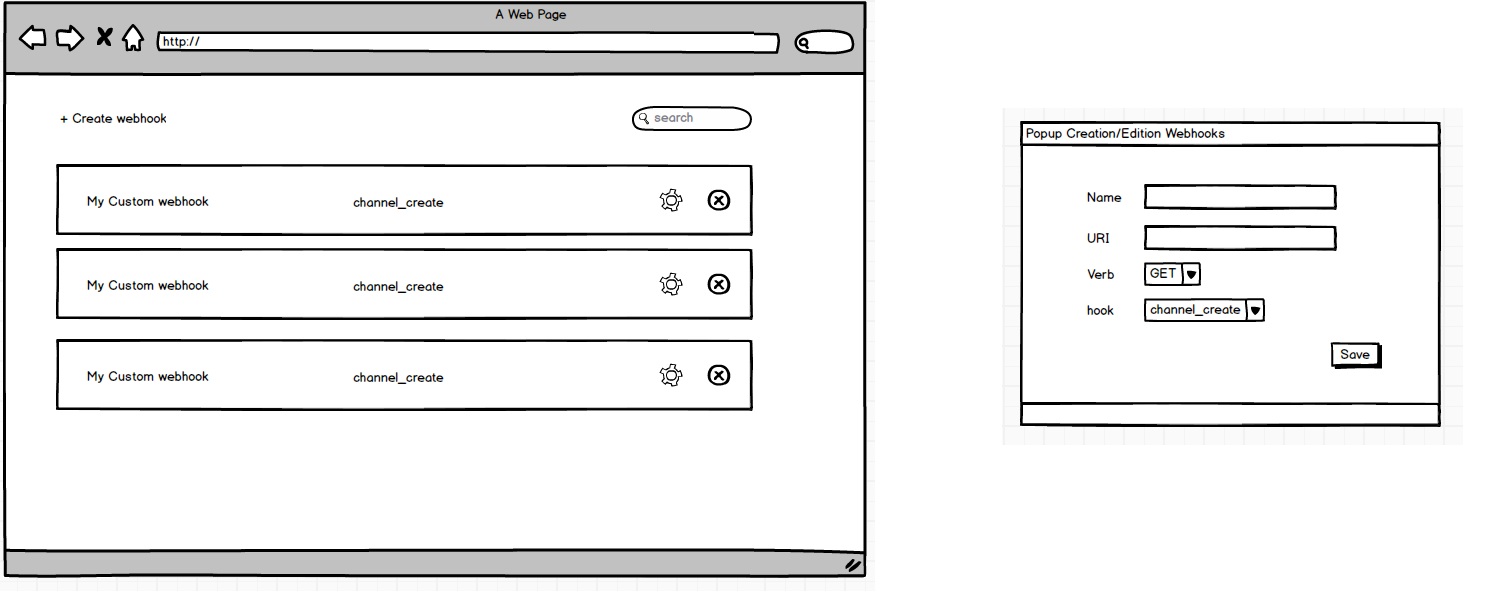 A Web Page
http://
+ Create webhook
search
My Custom webhook channel_create
My Custom webhook channel_create
My Custom webhook channel_create
Popup Creation/Edition Webhooks
Name
URI
Verb GET
hook channel_create
Save